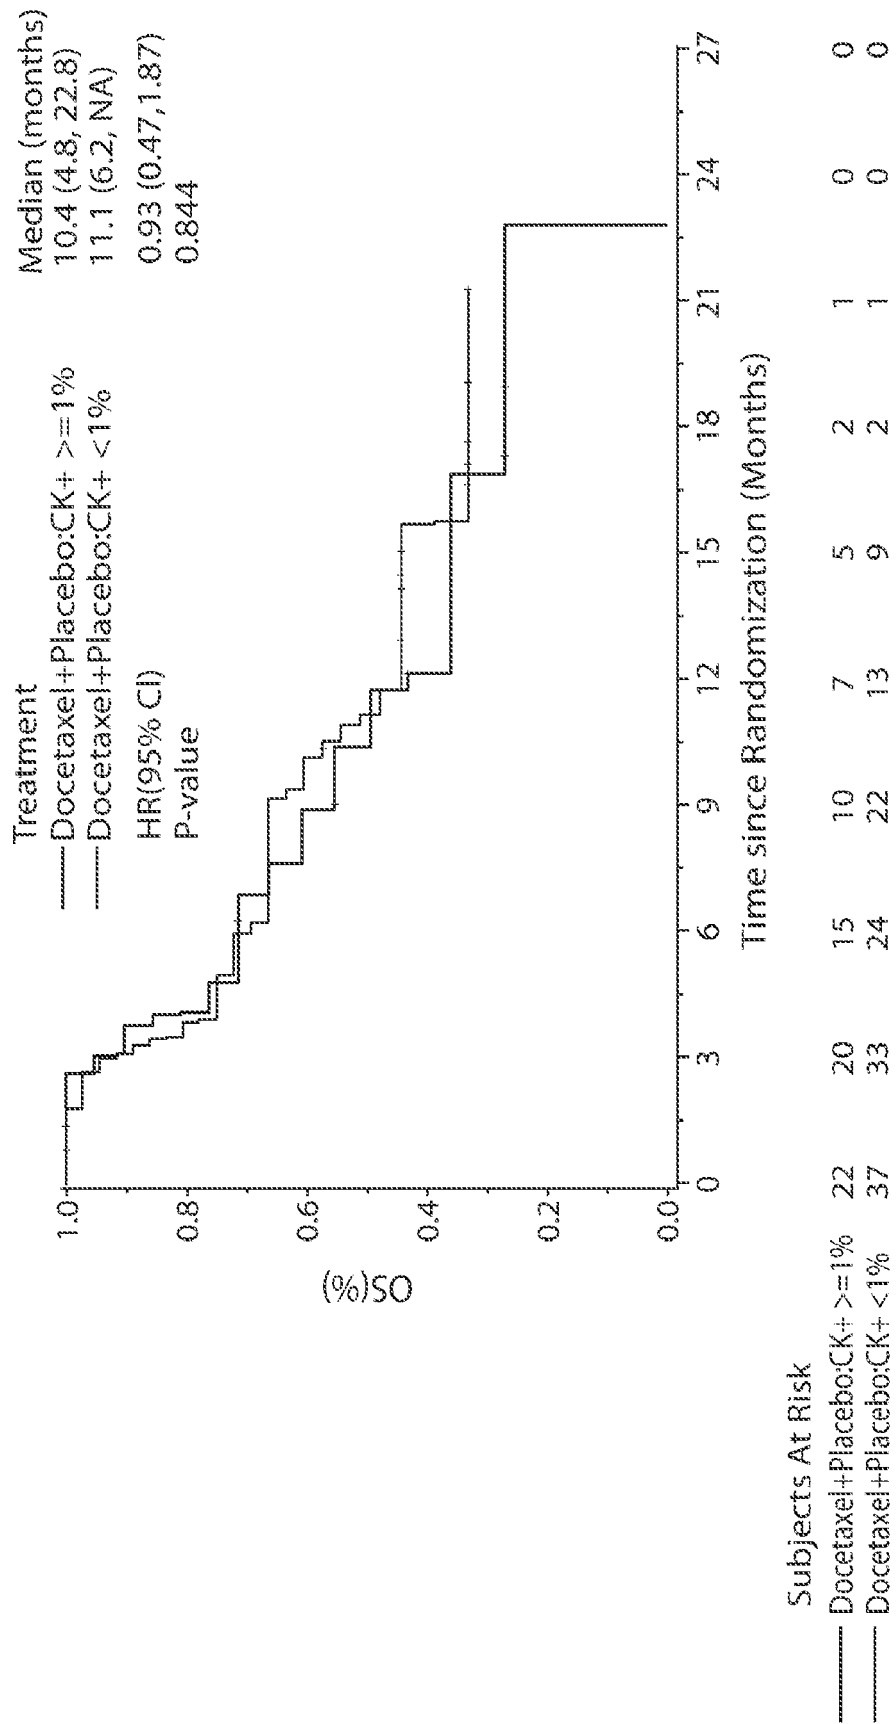 Treatment Median (months)
Docetaxel+Placebo:CK+ >=1% 10.4 (4.8, 22.8)
Docetaxel+Placebo:CK+ <1% 11.1 (6.2, NA)
HR(95% CI) 0.93 (0.47,1.87)
P-value 0.844
OS(%)
1.0
0.8
0.6
0.4
0.2
0.0
0 3 6 9 12 15 18 21 24 27
Time since Randomization (Months)
Subjects At Risk
Docetaxel+Placebo:CK+ >=1% 22 20 15 10 7 5 2 1 0 0
Docetaxel+Placebo:CK+ <1% 37 33 24 22 13 9 2 1 0 0